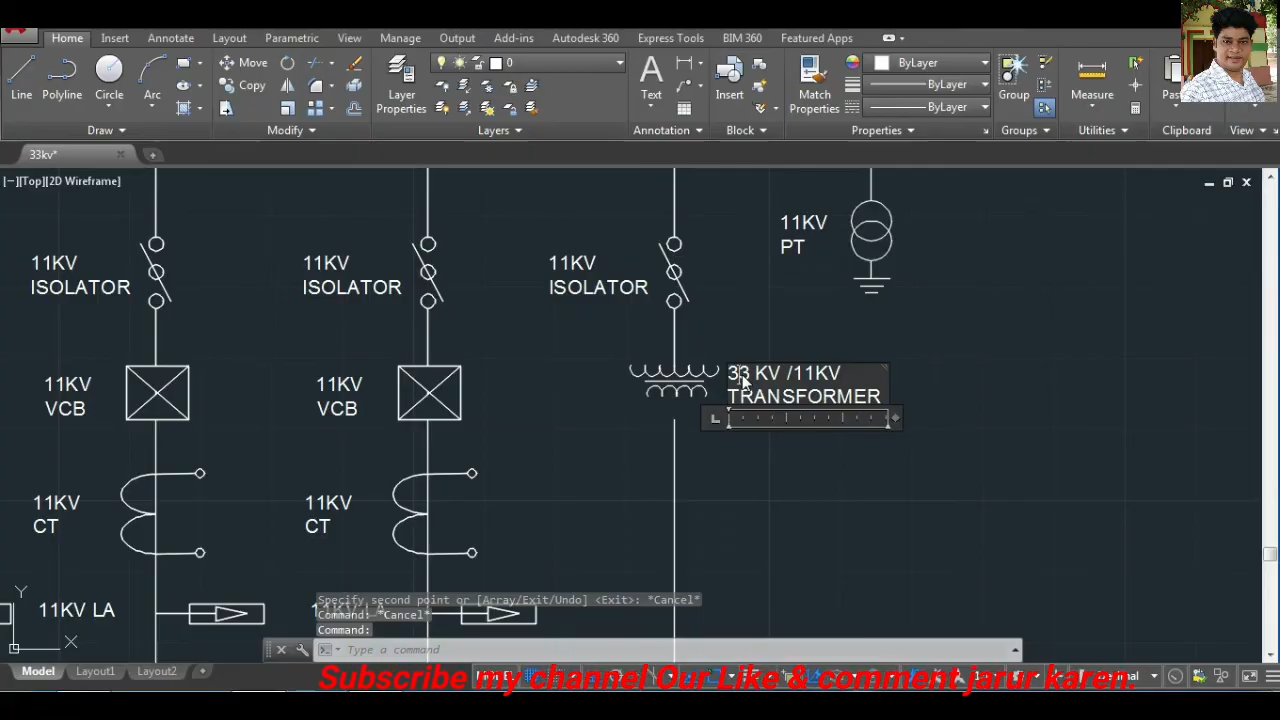 Home Insert Annotate Layout Parametric View Manage Output Add-ins Autodesk 360 Express Tools BIM 360 Featured Apps
Line Polyline Circle Arc
Move
Copy
Layer Properties
0
Text
Insert
Match Properties
ByLayer
ByLayer
ByLayer
Group
Measure
Draw Modify Layers Annotation Block Properties Groups Utilities Clipboard View
33kv*
[−][Top][2D Wireframe]
11KV
ISOLATOR
11KV
ISOLATOR
11KV
ISOLATOR
11KV
PT
11KV
VCB
11KV
VCB
33 KV /11KV
TRANSFORMER
11KV
CT
11KV
CT
11KV LA
Y
X
Specify second point or [Array/Exit/Undo] <Exit>: *Cancel*
Command: *Cancel*
Command:
Type a command
Model Layout1 Layout2
Subscribe my channel Our Like & comment jarur karen.